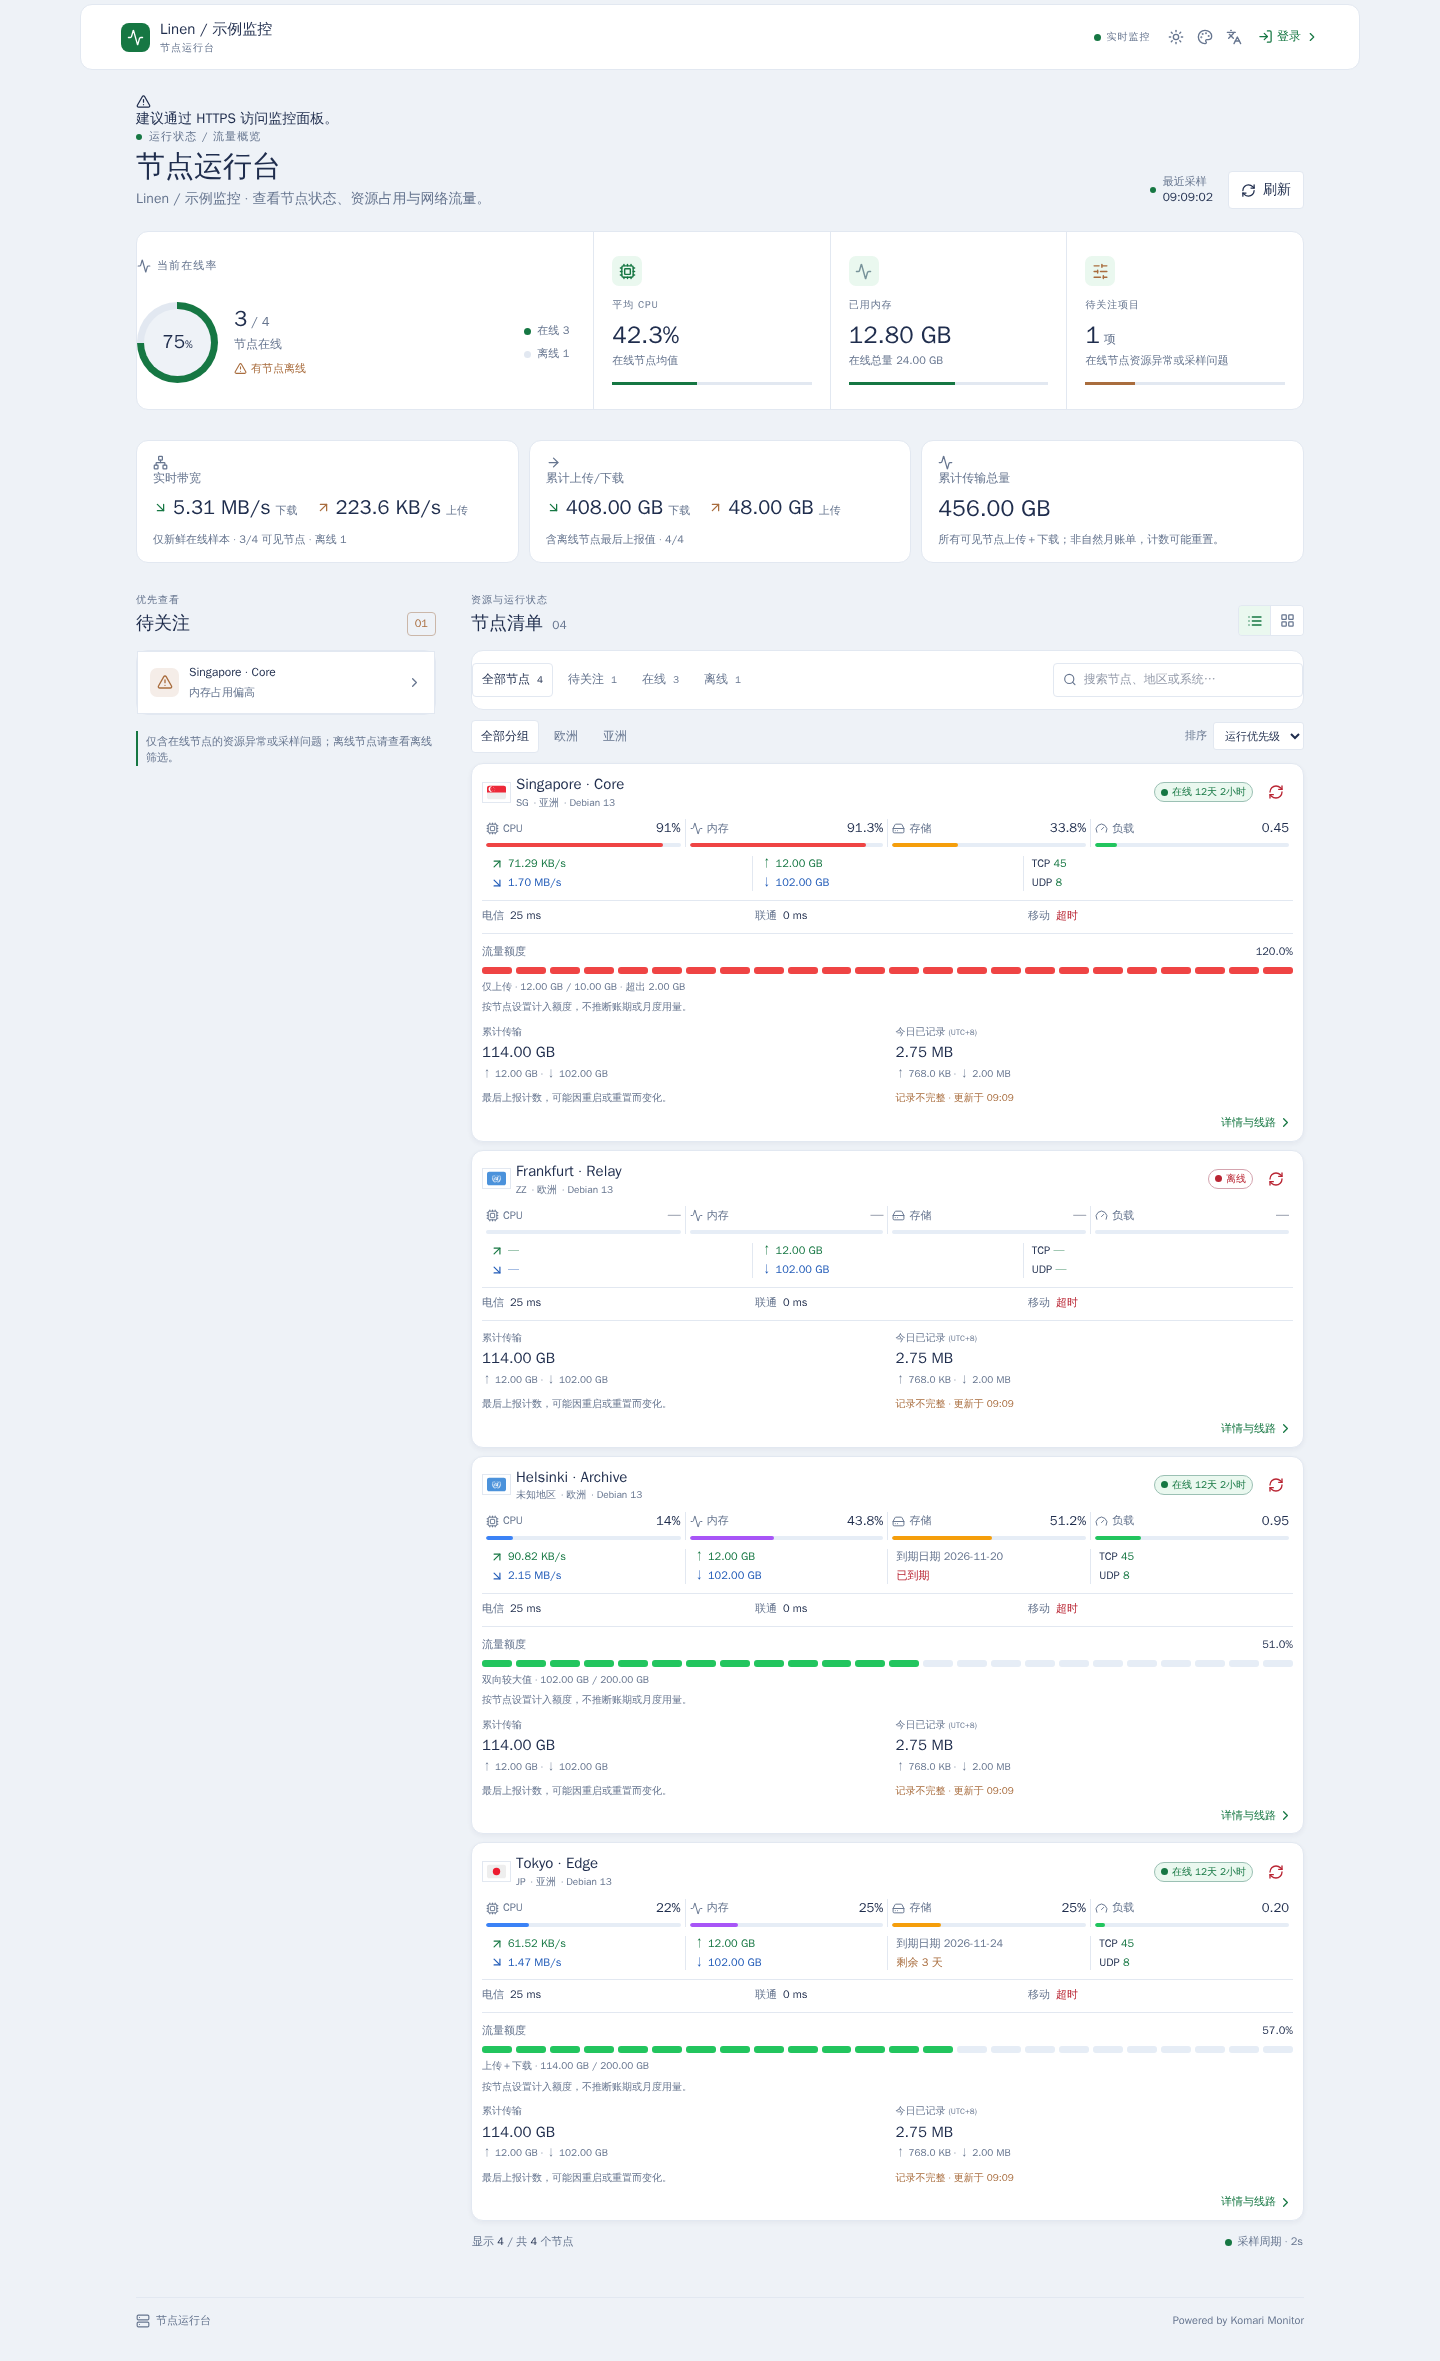 Linen / 示例监控
节点运行台
实时监控
登录
建议通过 HTTPS 访问监控面板。
运行状态 / 流量概览
节点运行台
Linen / 示例监控 · 查看节点状态、资源占用与网络流量。
最近采样
09:09:02
刷新
当前在线率
75%
3 / 4
节点在线
有节点离线
在线 3
离线 1
平均 CPU
42.3%
在线节点均值
已用内存
12.80 GB
在线总量 24.00 GB
待关注项目
1 项
在线节点资源异常或采样问题
实时带宽
5.31 MB/s 下载 223.6 KB/s 上传
仅新鲜在线样本 · 3/4 可见节点 · 离线 1
累计上传/下载
408.00 GB 下载 48.00 GB 上传
含离线节点最后上报值 · 4/4
累计传输总量
456.00 GB
所有可见节点上传＋下载；非自然月账单，计数可能重置。
优先查看
待关注 01
Singapore · Core
内存占用偏高
仅含在线节点的资源异常或采样问题；离线节点请查看离线
筛选。
资源与运行状态
节点清单 04
全部节点 4 待关注 1 在线 3 离线 1
搜索节点、地区或系统…
全部分组 欧洲 亚洲
排序 运行优先级
Singapore · Core
SG · 亚洲 · Debian 13
在线 12天 2小时
CPU 91% 内存 91.3% 存储 33.8% 负载 0.45
↗ 71.29 KB/s ↑ 12.00 GB TCP 45
↘ 1.70 MB/s ↓ 102.00 GB UDP 8
电信 25 ms 联通 0 ms 移动 超时
流量额度 120.0%
仅上传 · 12.00 GB / 10.00 GB · 超出 2.00 GB
按节点设置计入额度，不推断账期或月度用量。
累计传输 今日已记录 (UTC+8)
114.00 GB 2.75 MB
↑ 12.00 GB · ↓ 102.00 GB ↑ 768.0 KB · ↓ 2.00 MB
最后上报计数，可能因重启或重置而变化。 记录不完整 · 更新于 09:09
详情与线路
Frankfurt · Relay
ZZ · 欧洲 · Debian 13
离线
CPU — 内存 — 存储 — 负载 —
↗ — ↑ 12.00 GB TCP —
↘ — ↓ 102.00 GB UDP —
电信 25 ms 联通 0 ms 移动 超时
累计传输 今日已记录 (UTC+8)
114.00 GB 2.75 MB
↑ 12.00 GB · ↓ 102.00 GB ↑ 768.0 KB · ↓ 2.00 MB
最后上报计数，可能因重启或重置而变化。 记录不完整 · 更新于 09:09
详情与线路
Helsinki · Archive
未知地区 · 欧洲 · Debian 13
在线 12天 2小时
CPU 14% 内存 43.8% 存储 51.2% 负载 0.95
↗ 90.82 KB/s ↑ 12.00 GB 到期日期 2026-11-20 TCP 45
↘ 2.15 MB/s ↓ 102.00 GB 已到期 UDP 8
电信 25 ms 联通 0 ms 移动 超时
流量额度 51.0%
双向较大值 · 102.00 GB / 200.00 GB
按节点设置计入额度，不推断账期或月度用量。
累计传输 今日已记录 (UTC+8)
114.00 GB 2.75 MB
↑ 12.00 GB · ↓ 102.00 GB ↑ 768.0 KB · ↓ 2.00 MB
最后上报计数，可能因重启或重置而变化。 记录不完整 · 更新于 09:09
详情与线路
Tokyo · Edge
JP · 亚洲 · Debian 13
在线 12天 2小时
CPU 22% 内存 25% 存储 25% 负载 0.20
↗ 61.52 KB/s ↑ 12.00 GB 到期日期 2026-11-24 TCP 45
↘ 1.47 MB/s ↓ 102.00 GB 剩余 3 天 UDP 8
电信 25 ms 联通 0 ms 移动 超时
流量额度 57.0%
上传＋下载 · 114.00 GB / 200.00 GB
按节点设置计入额度，不推断账期或月度用量。
累计传输 今日已记录 (UTC+8)
114.00 GB 2.75 MB
↑ 12.00 GB · ↓ 102.00 GB ↑ 768.0 KB · ↓ 2.00 MB
最后上报计数，可能因重启或重置而变化。 记录不完整 · 更新于 09:09
详情与线路
显示 4 / 共 4 个节点
采样周期 · 2s
节点运行台
Powered by Komari Monitor